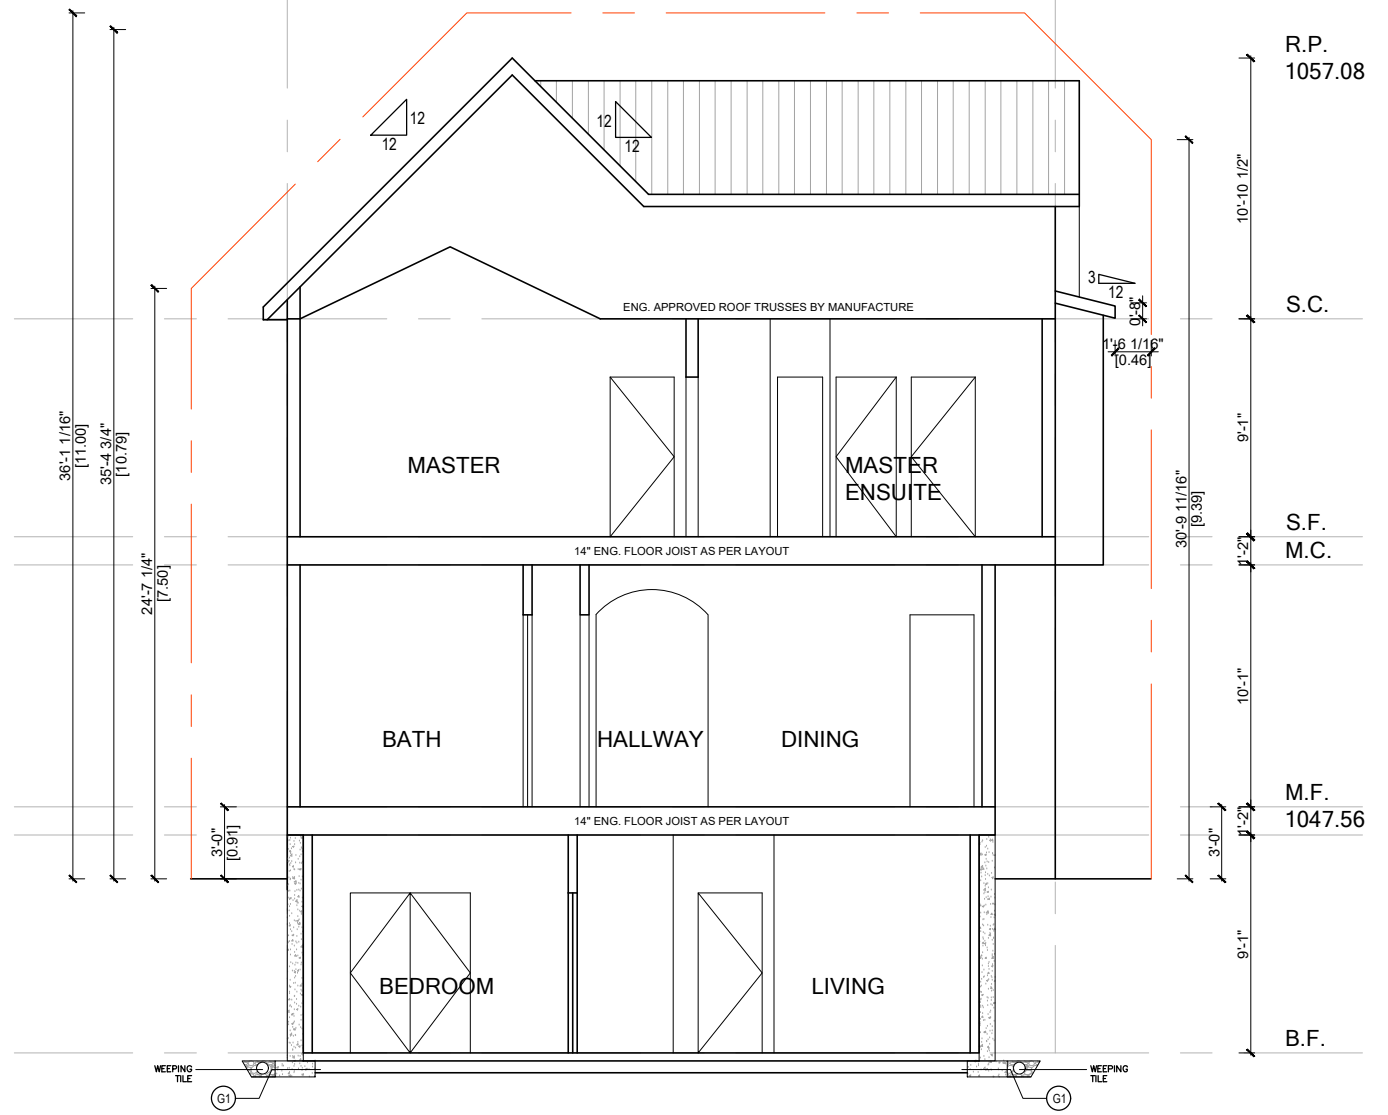 R.P.
1057.08
12
12
12
12
10'-10 1/2"
3
12
ENG. APPROVED ROOF TRUSSES BY MANUFACTURE
0'-8"
S.C.
1'-6 1/16"
[0.46]
36'-1 1/16"
[11.00]
35'-4 3/4"
[10.79]
9'-1"
MASTER
MASTER
ENSUITE
30'-9 11/16"
[9.39]
S.F.
14" ENG. FLOOR JOIST AS PER LAYOUT
1'-2"
M.C.
24'-7 1/4"
[7.50]
10'-1"
BATH
HALLWAY
DINING
M.F.
1047.56
14" ENG. FLOOR JOIST AS PER LAYOUT
1'-2"
3'-0"
[0.91]
3'-0"
9'-1"
BEDROOM
LIVING
B.F.
WEEPING
TILE
WEEPING
TILE
G1
G1